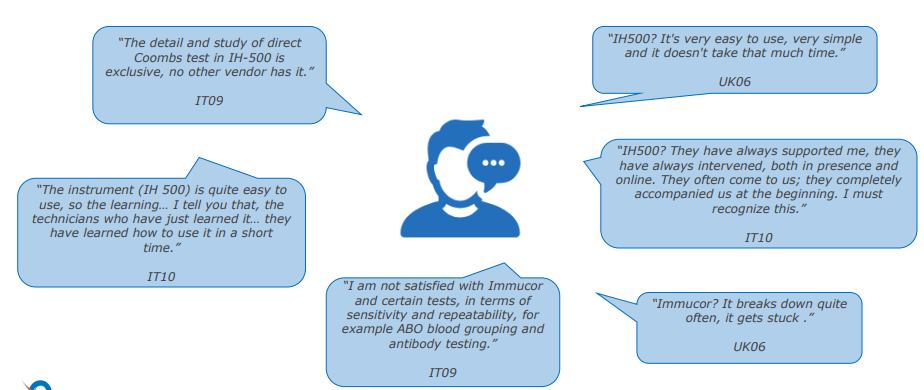 “The detail and study of direct
Coombs test in IH-500 is
exclusive, no other vendor has it.”
IT09
“IH500? It's very easy to use, very simple
and it doesn't take that much time.”
UK06
“The instrument (IH 500) is quite easy to
use, so the learning… I tell you that, the
technicians who have just learned it… they
have learned how to use it in a short
time.”
IT10
“IH500? They have always supported me, they
have always intervened, both in presence and
online. They often come to us; they completely
accompanied us at the beginning. I must
recognize this.”
IT10
“I am not satisfied with Immucor
and certain tests, in terms of
sensitivity and repeatability, for
example ABO blood grouping and
antibody testing.”
IT09
“Immucor? It breaks down quite
often, it gets stuck .”
UK06